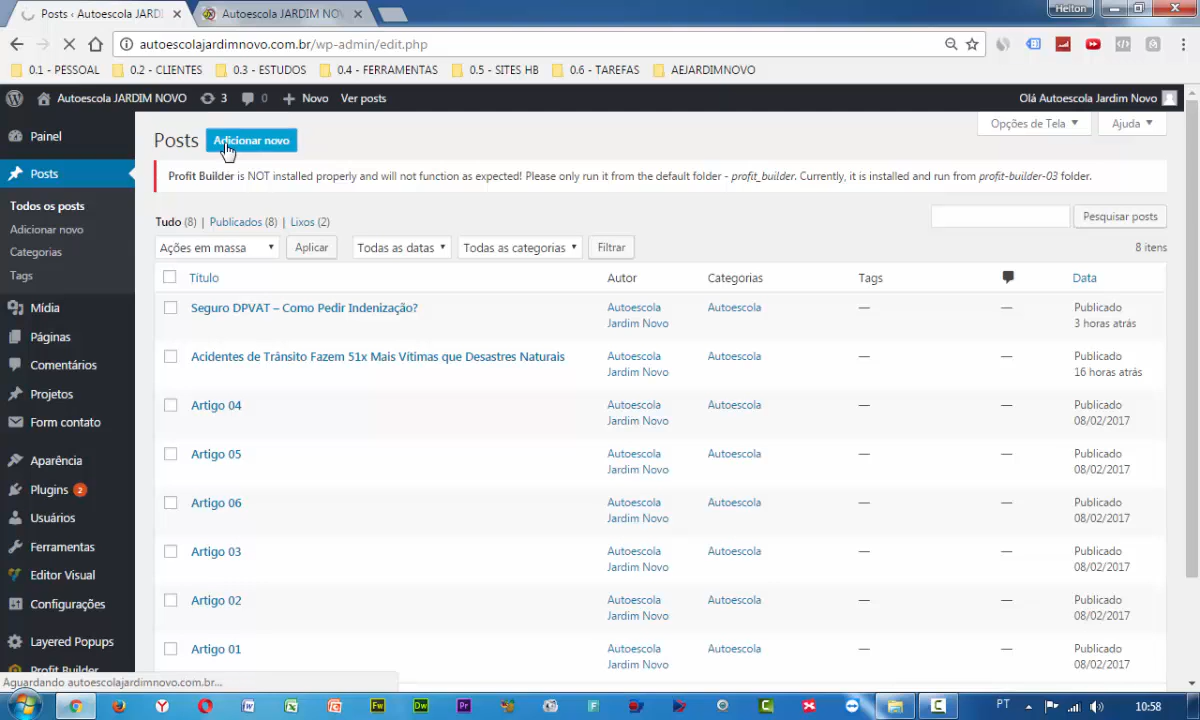 Posts ‹ Autoescola JARDI
Autoescola JARDIM NO
Helton
autoescolajardimnovo.com.br/wp-admin/edit.php
0.1 - PESSOAL
0.2 - CLIENTES
0.3 - ESTUDOS
0.4 - FERRAMENTAS
0.5 - SITES HB
0.6 - TAREFAS
AEJARDIMNOVO
Autoescola JARDIM NOVO
3
0
Novo
Ver posts
Olá Autoescola Jardim Novo
Painel
Posts
Todos os posts
Adicionar novo
Categorias
Tags
Mídia
Páginas
Comentários
Projetos
Form contato
Aparência
Plugins 2
Usuários
Ferramentas
Editor Visual
Configurações
Layered Popups
Profit Builder
Opções de Tela
Ajuda
Posts
Adicionar novo
Profit Builder is NOT installed properly and will not function as expected! Please only run it from the default folder - profit_builder. Currently, it is installed and run from profit-builder-03 folder.
Tudo (8) | Publicados (8) | Lixos (2)
Pesquisar posts
Ações em massa
Aplicar
Todas as datas
Todas as categorias
Filtrar
8 itens
Título
Autor
Categorias
Tags
Data
Seguro DPVAT – Como Pedir Indenização?
Autoescola
Jardim Novo
Autoescola
—
—
Publicado
3 horas atrás
Acidentes de Trânsito Fazem 51x Mais Vítimas que Desastres Naturais
Autoescola
Jardim Novo
Autoescola
—
—
Publicado
16 horas atrás
Artigo 04
Autoescola
Jardim Novo
Autoescola
—
—
Publicado
08/02/2017
Artigo 05
Autoescola
Jardim Novo
Autoescola
—
—
Publicado
08/02/2017
Artigo 06
Autoescola
Jardim Novo
Autoescola
—
—
Publicado
08/02/2017
Artigo 03
Autoescola
Jardim Novo
Autoescola
—
—
Publicado
08/02/2017
Artigo 02
Autoescola
Jardim Novo
Autoescola
—
—
Publicado
08/02/2017
Artigo 01
Autoescola
Jardim Novo
Autoescola
—
—
Publicado
08/02/2017
Aguardando autoescolajardimnovo.com.br...
Fw
Dw
Pr
F
C
C
PT
10:58